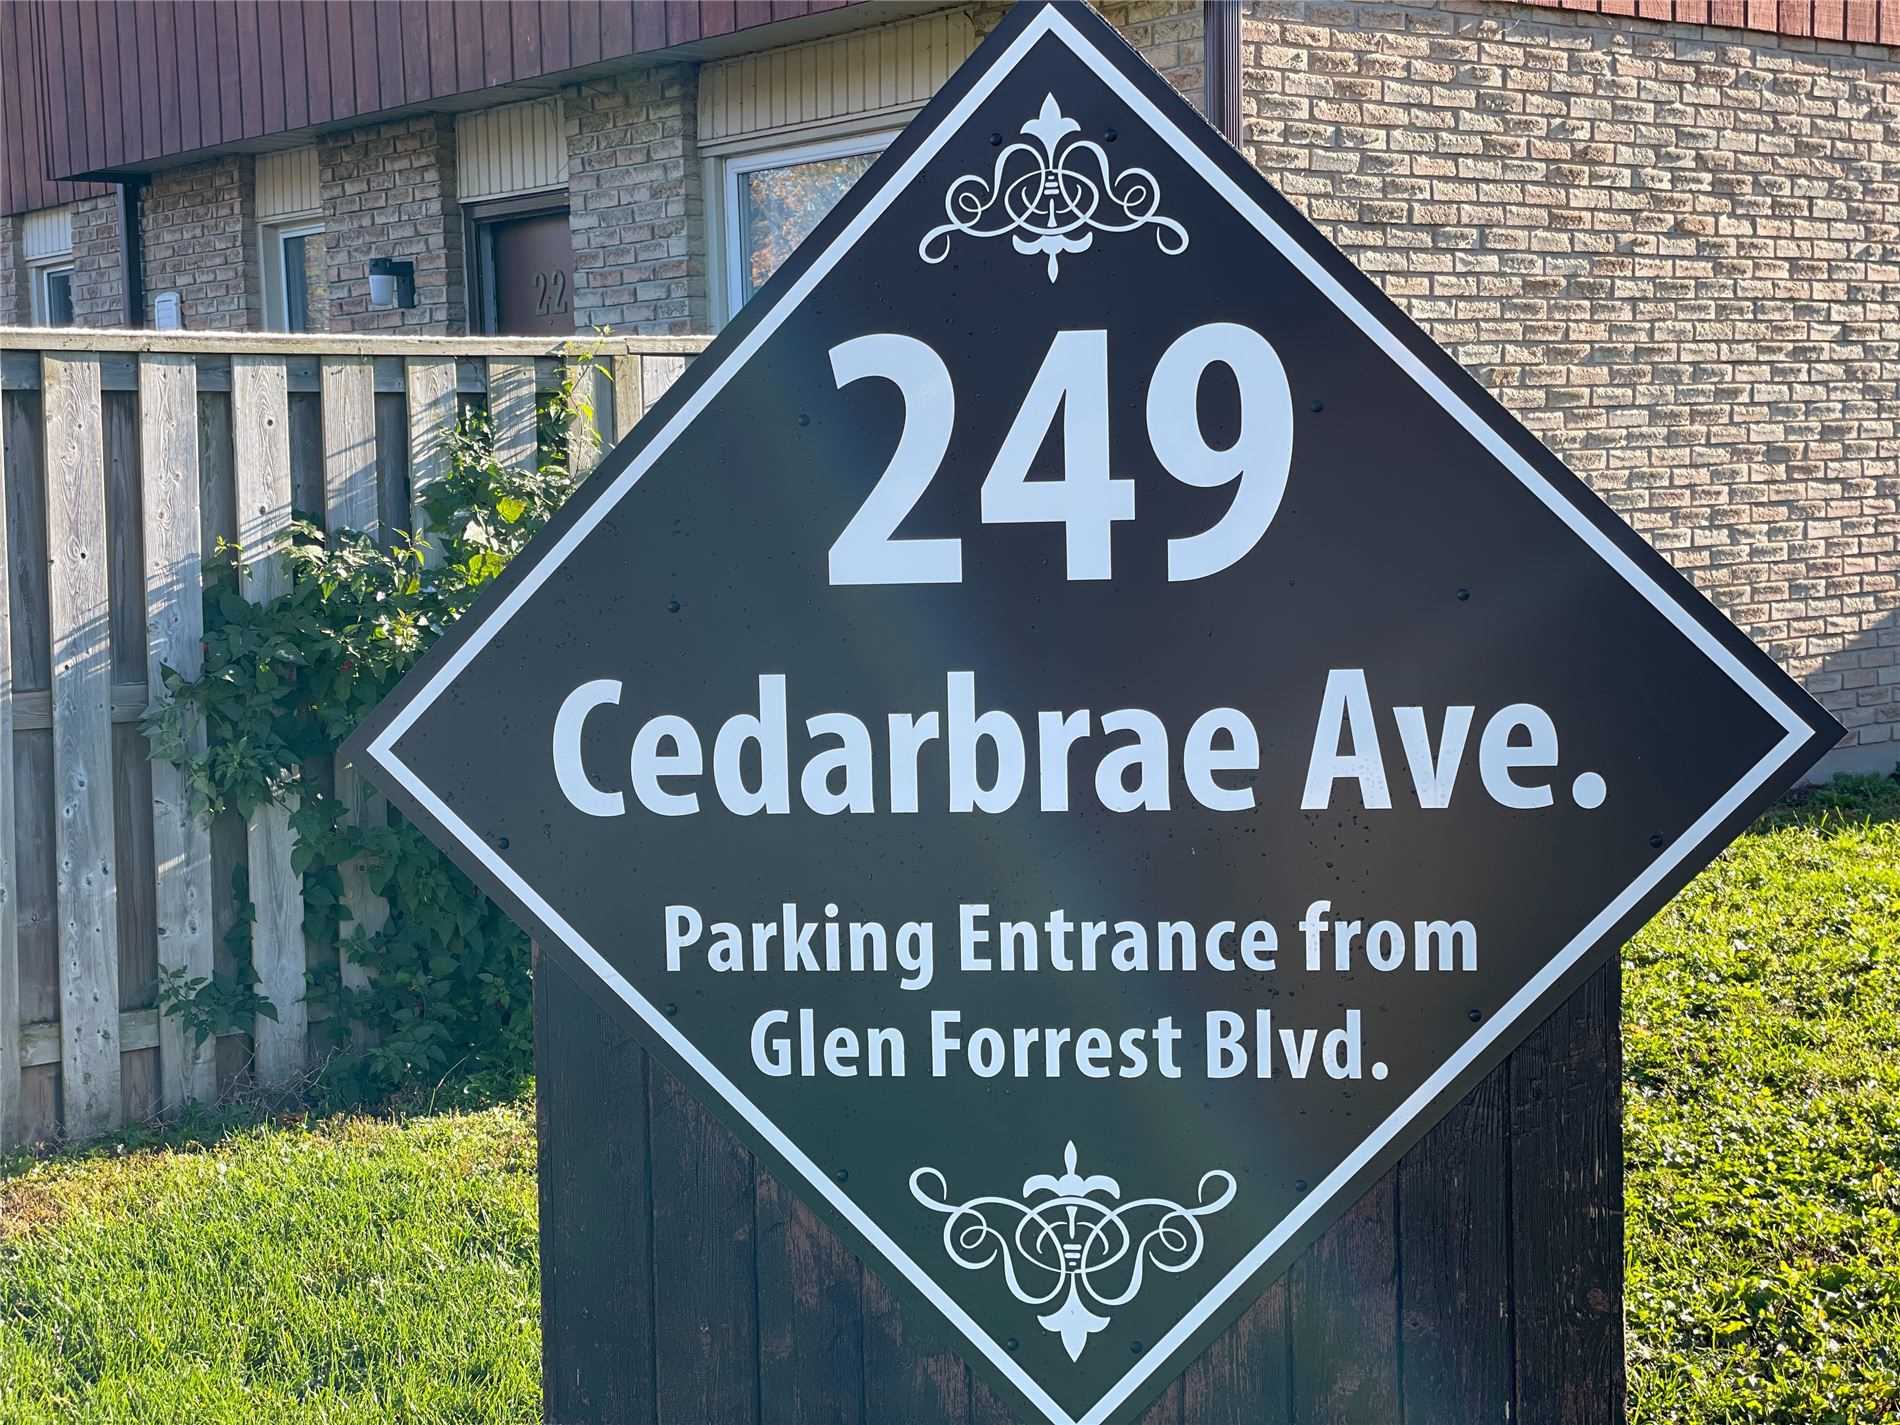 22
249
Cedarbrae Ave.
Parking Entrance from
Glen Forrest Blvd.